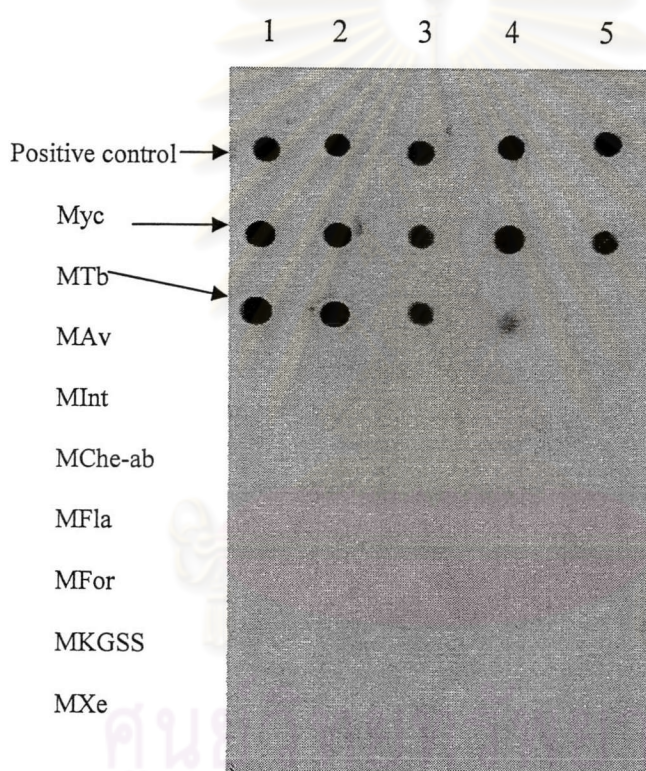 1 2 3 4 5
Positive control
Myc
MTb
MAv
MInt
MChe-ab
MFla
MFor
MKGSS
MXe